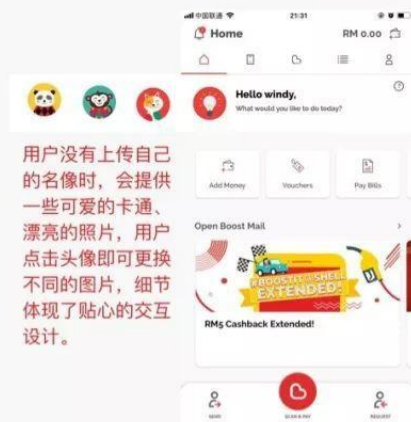 用户没有上传自己
的名像时，会提供
一些可爱的卡通、
漂亮的照片，用户
点击头像即可更换
不同的图片，细节
体现了贴心的交互
设计。
中国联通
21:31
Home
RM 0.00
Hello windy,
What would you like to do today?
Add Money
Vouchers
Pay Bills
Open Boost Mail
#BOOSTITOSHELL
EXTENDED!
RM5 Cashback Extended!
SEND
SCAN & PAY
REQUEST